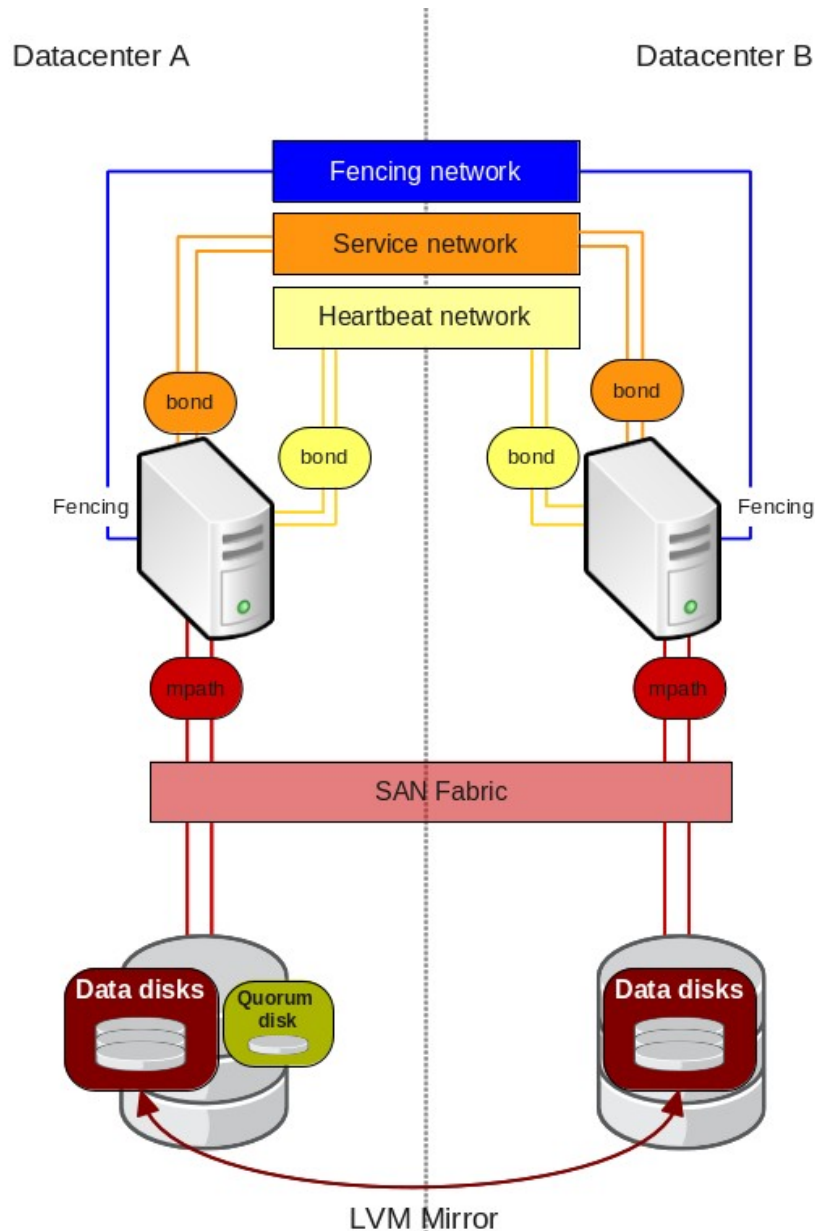 Datacenter A
Datacenter B
Fencing network
Service network
Heartbeat network
bond
bond
bond
bond
Fencing
Fencing
mpath
mpath
SAN Fabric
Data disks
Quorum
disk
Data disks
LVM Mirror